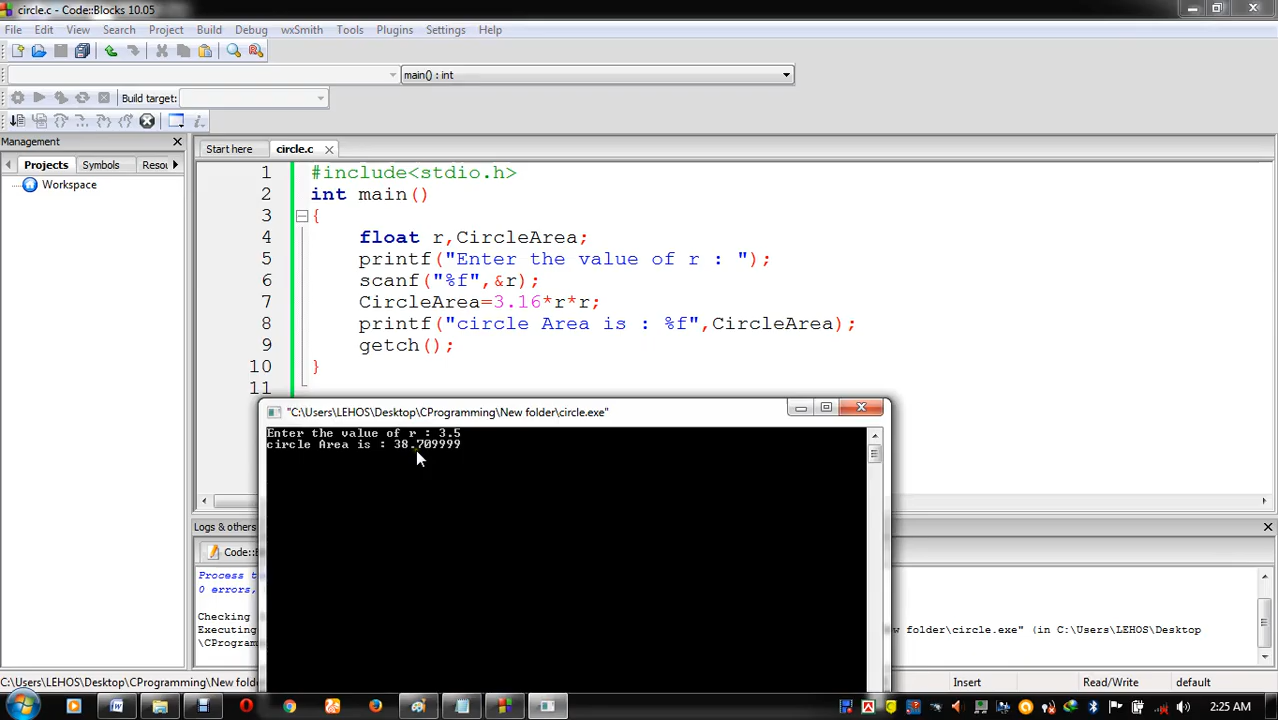 circle.c - Code::Blocks 10.05
File Edit View Search Project Build Debug wxSmith Tools Plugins Settings Help
main() : int
Build target:
Management
Projects Symbols Resou
Workspace
Start here circle.c
1 #include<stdio.h>
2 int main()
3 {
4 float r,CircleArea;
5 printf("Enter the value of r : ");
6 scanf("%f",&r);
7 CircleArea=3.16*r*r;
8 printf("circle Area is : %f",CircleArea);
9 getch();
10 }
11
"C:\Users\LEHOS\Desktop\CProgramming\New folder\circle.exe"
Enter the value of r : 3.5
circle Area is : 38.709999
Logs & others
Code::B
Process t
0 errors,
Checking
Executing w folder\circle.exe" (in C:\Users\LEHOS\Desktop
\CProgram
C:\Users\LEHOS\Desktop\CProgramming\New fold Insert Read/Write default
2:25 AM